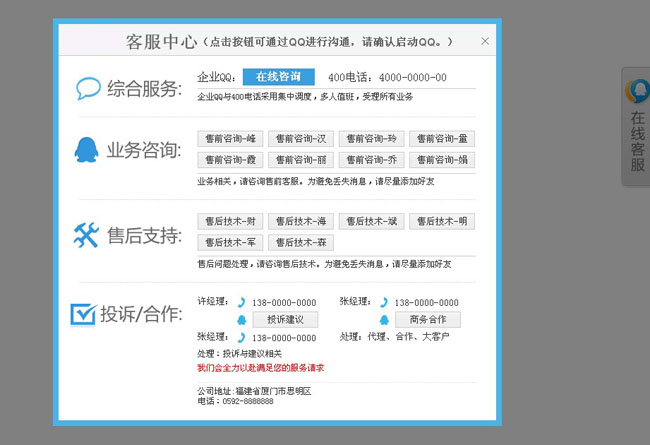 客服中心(点击按钮可通过QQ进行沟通，请确认启动QQ。)
×
综合服务:
企业QQ: 在线咨询 400电话: 4000-0000-00
企业QQ与400电话采用集中调度，多人值班，受理所有业务
业务咨询:
售前咨询-峰 售前咨询-汉 售前咨询-玲 售前咨询-量
售前咨询-霞 售前咨询-丽 售前咨询-乔 售前咨询-娟
业务相关，请咨询售前客服。为避免丢失消息，请尽量添加好友
售后支持:
售后技术-财 售后技术-海 售后技术-斌 售后技术-明
售后技术-军 售后技术-森
售后问题处理，请咨询售后技术。为避免丢失消息，请尽量添加好友
投诉/合作:
许经理: 138-0000-0000 张经理: 138-0000-0000
投诉建议 商务合作
张经理: 138-0000-0000 处理: 代理、合作、大客户
处理：投诉与建议相关
我们会全力以赴满足您的服务请求
公司地址:福建省厦门市思明区
电话：0592-8888888
在线客服